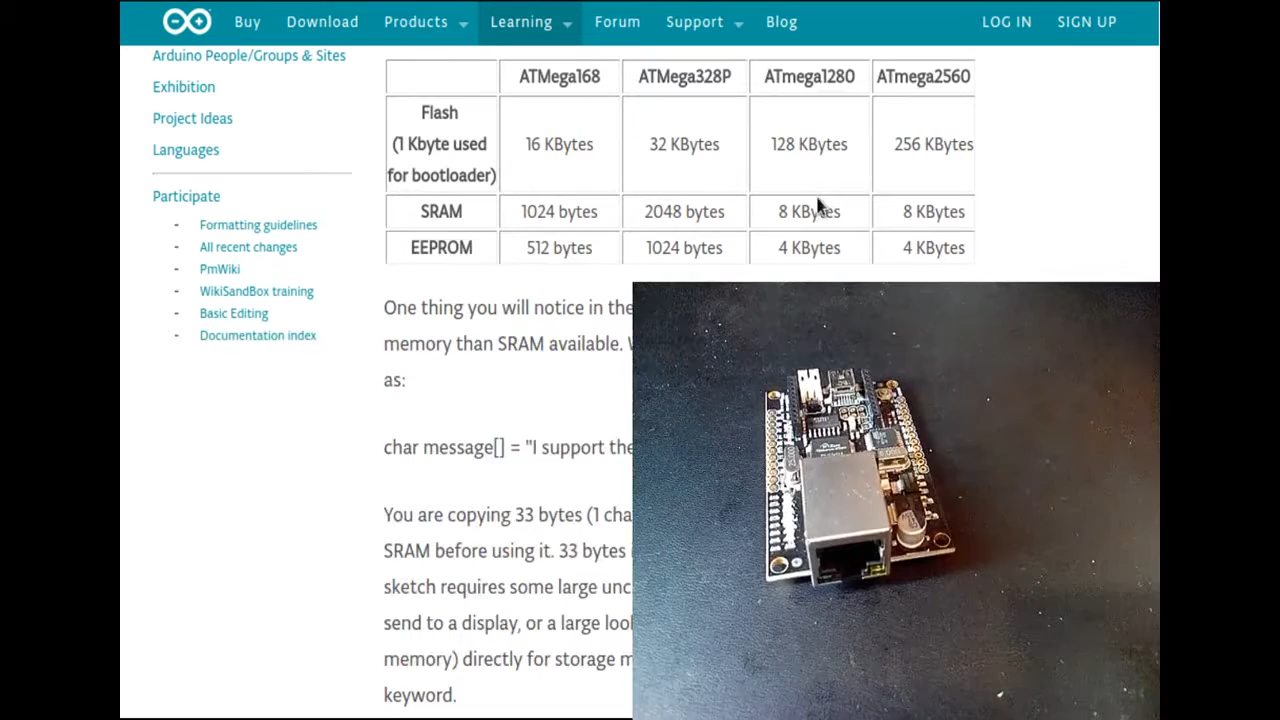 Buy Download Products Learning Forum Support Blog LOG IN SIGN UP
Arduino People/Groups & Sites
Exhibition
Project Ideas
Languages
Participate
- Formatting guidelines
- All recent changes
- PmWiki
- WikiSandBox training
- Basic Editing
- Documentation index
ATMega168 ATMega328P ATmega1280 ATmega2560
Flash
(1 Kbyte used
for bootloader) 16 KBytes 32 KBytes 128 KBytes 256 KBytes
SRAM 1024 bytes 2048 bytes 8 KBytes 8 KBytes
EEPROM 512 bytes 1024 bytes 4 KBytes 4 KBytes
One thing you will notice in the
memory than SRAM available.
as:
char message[] = "I support the
You are copying 33 bytes (1 cha
SRAM before using it. 33 bytes
sketch requires some large unc
send to a display, or a large loo
memory) directly for storage m
keyword.